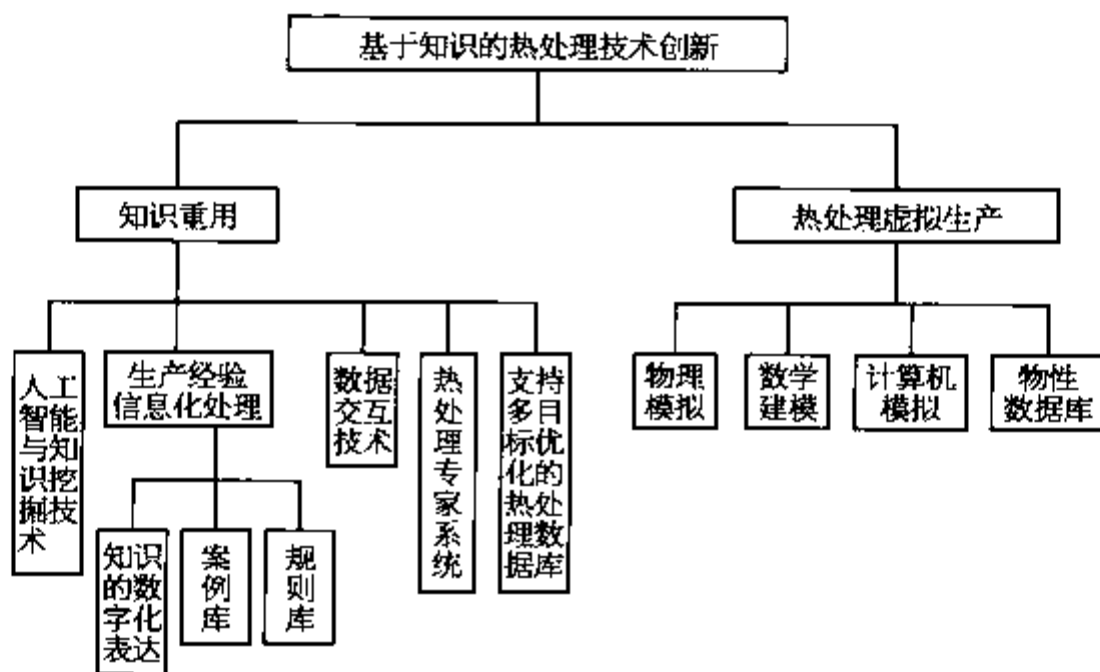 基于知识的热处理技术创新
知识重用
热处理虚拟生产
人工
智能
与知
识挖
掘技
术
生产经验
信息化处理
数据
交互
技术
热
处
理
专
家
系
统
支持
多目
标优
化的
热处
理数
据库
物理
模拟
数学
建模
计算机
模拟
物性
数据库
知识
的数
字化
表达
案
例
库
规
则
库